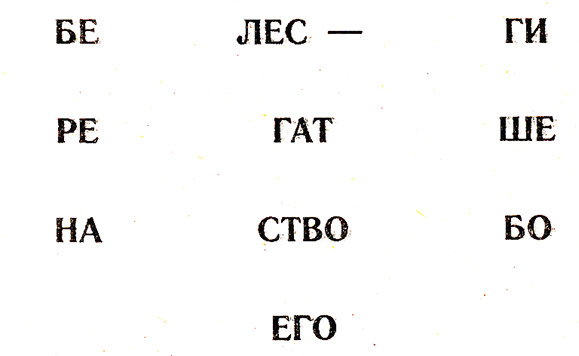 БЕ ЛЕС — ГИ
РЕ ГАТ ШЕ
НА СТВО БО
ЕГО